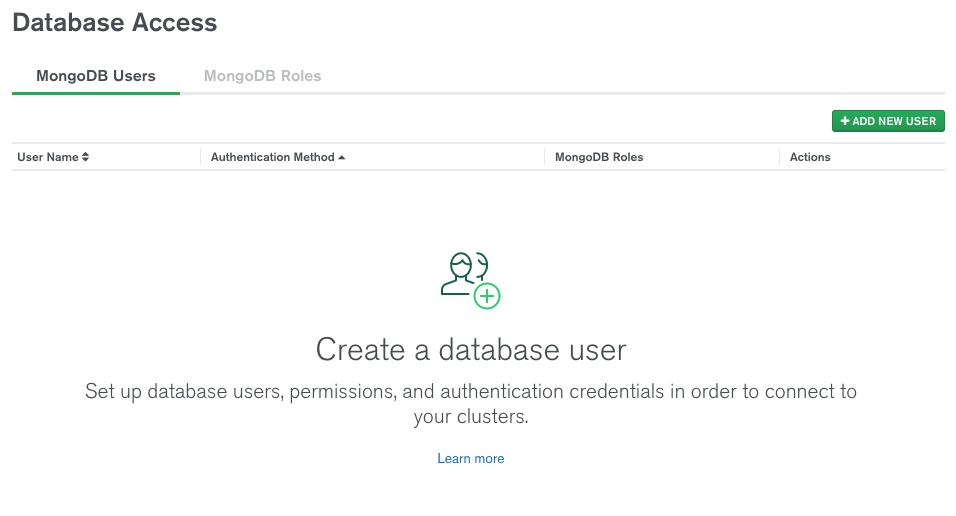 Database Access
MongoDB Users MongoDB Roles
+ ADD NEW USER
User Name Authentication Method MongoDB Roles Actions
Create a database user
Set up database users, permissions, and authentication credentials in order to connect to
your clusters.
Learn more